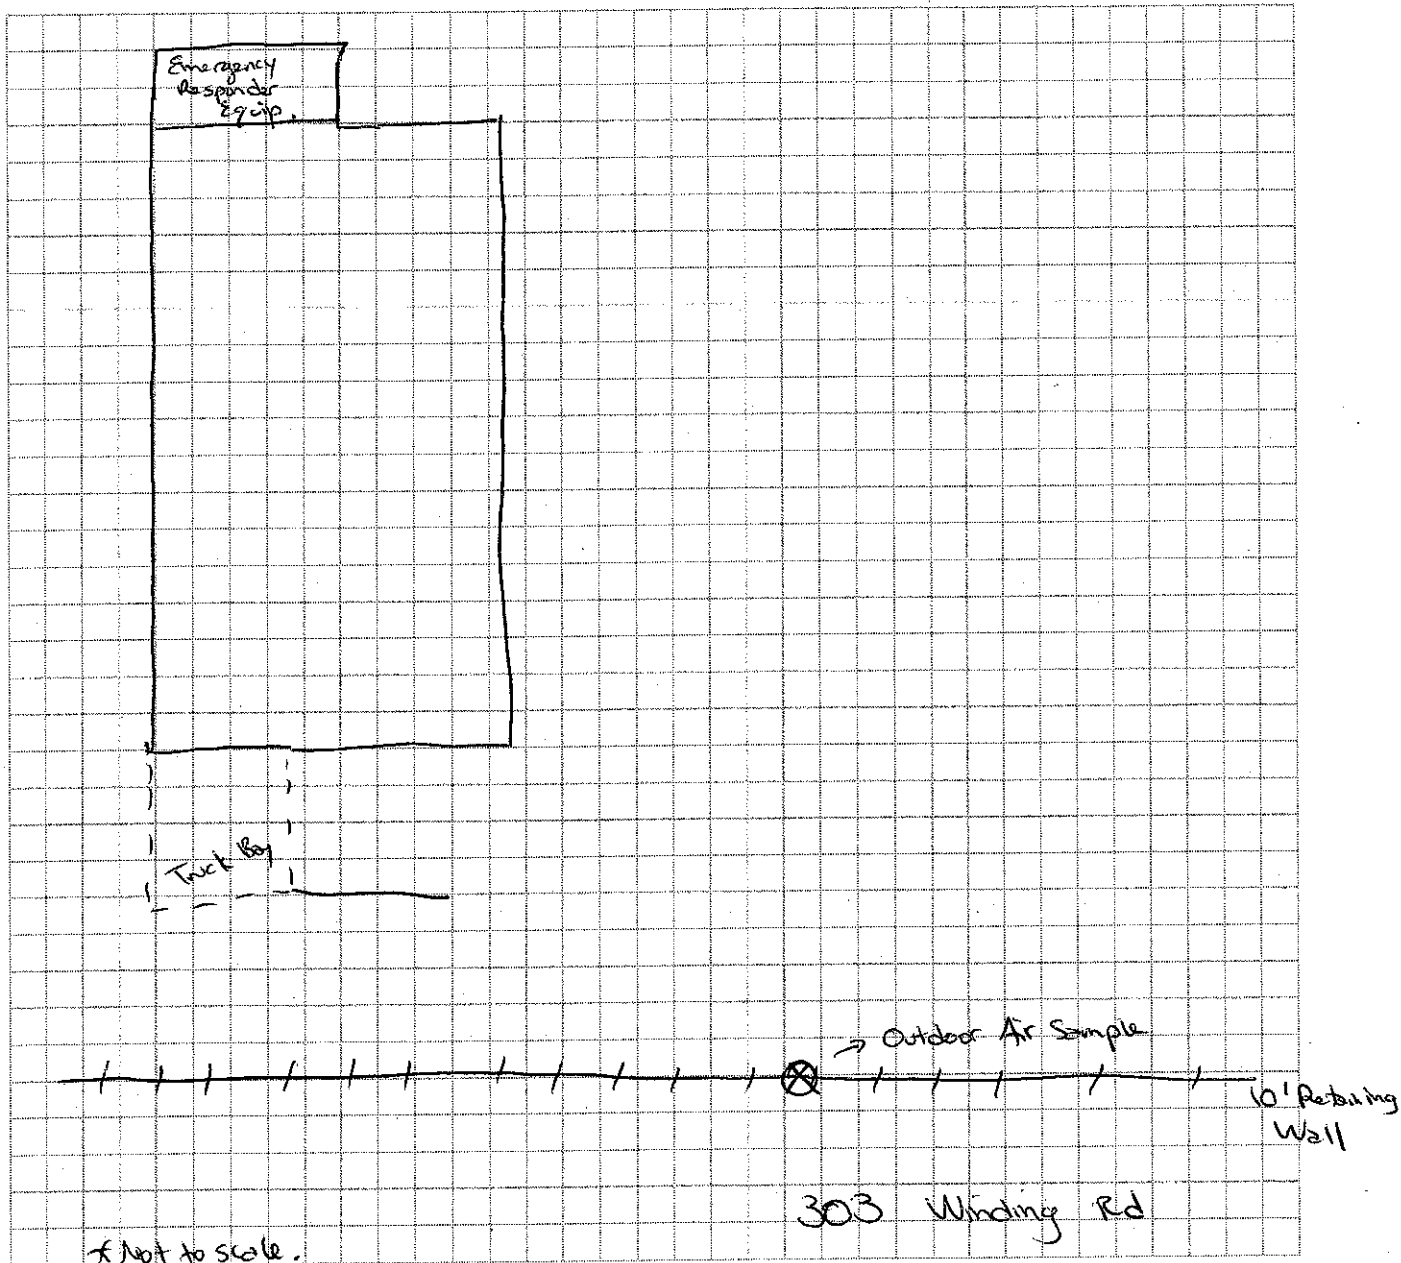 Emergency
Responder
Equip.
Truck Bay
Outdoor Air Sample
10' Retaining
Wall
303 Winding Rd
* Not to scale.